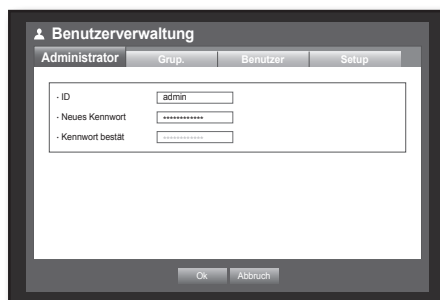 Benutzerverwaltung
Administrator Grup. Benutzer Setup
· ID admin
· Neues Kennwort ************
· Kennwort bestät ************
Ok Abbruch